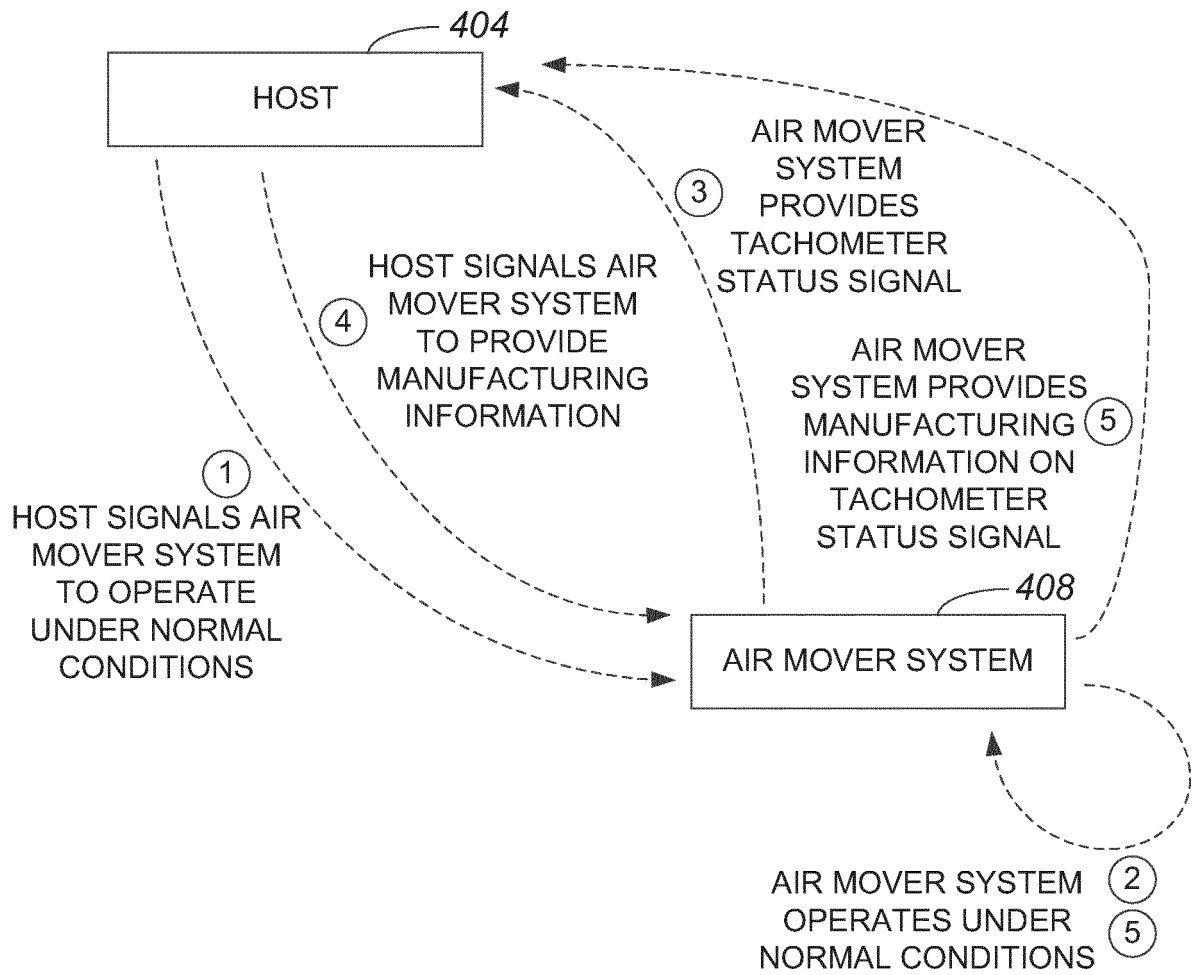 404
HOST
AIR MOVER
SYSTEM
PROVIDES
TACHOMETER
STATUS SIGNAL
3
HOST SIGNALS AIR
MOVER SYSTEM
TO PROVIDE
MANUFACTURING
INFORMATION
4
AIR MOVER
SYSTEM PROVIDES
MANUFACTURING
INFORMATION ON
TACHOMETER
STATUS SIGNAL
5
1
HOST SIGNALS AIR
MOVER SYSTEM
TO OPERATE
UNDER NORMAL
CONDITIONS
408
AIR MOVER SYSTEM
AIR MOVER SYSTEM
OPERATES UNDER
NORMAL CONDITIONS
2
5